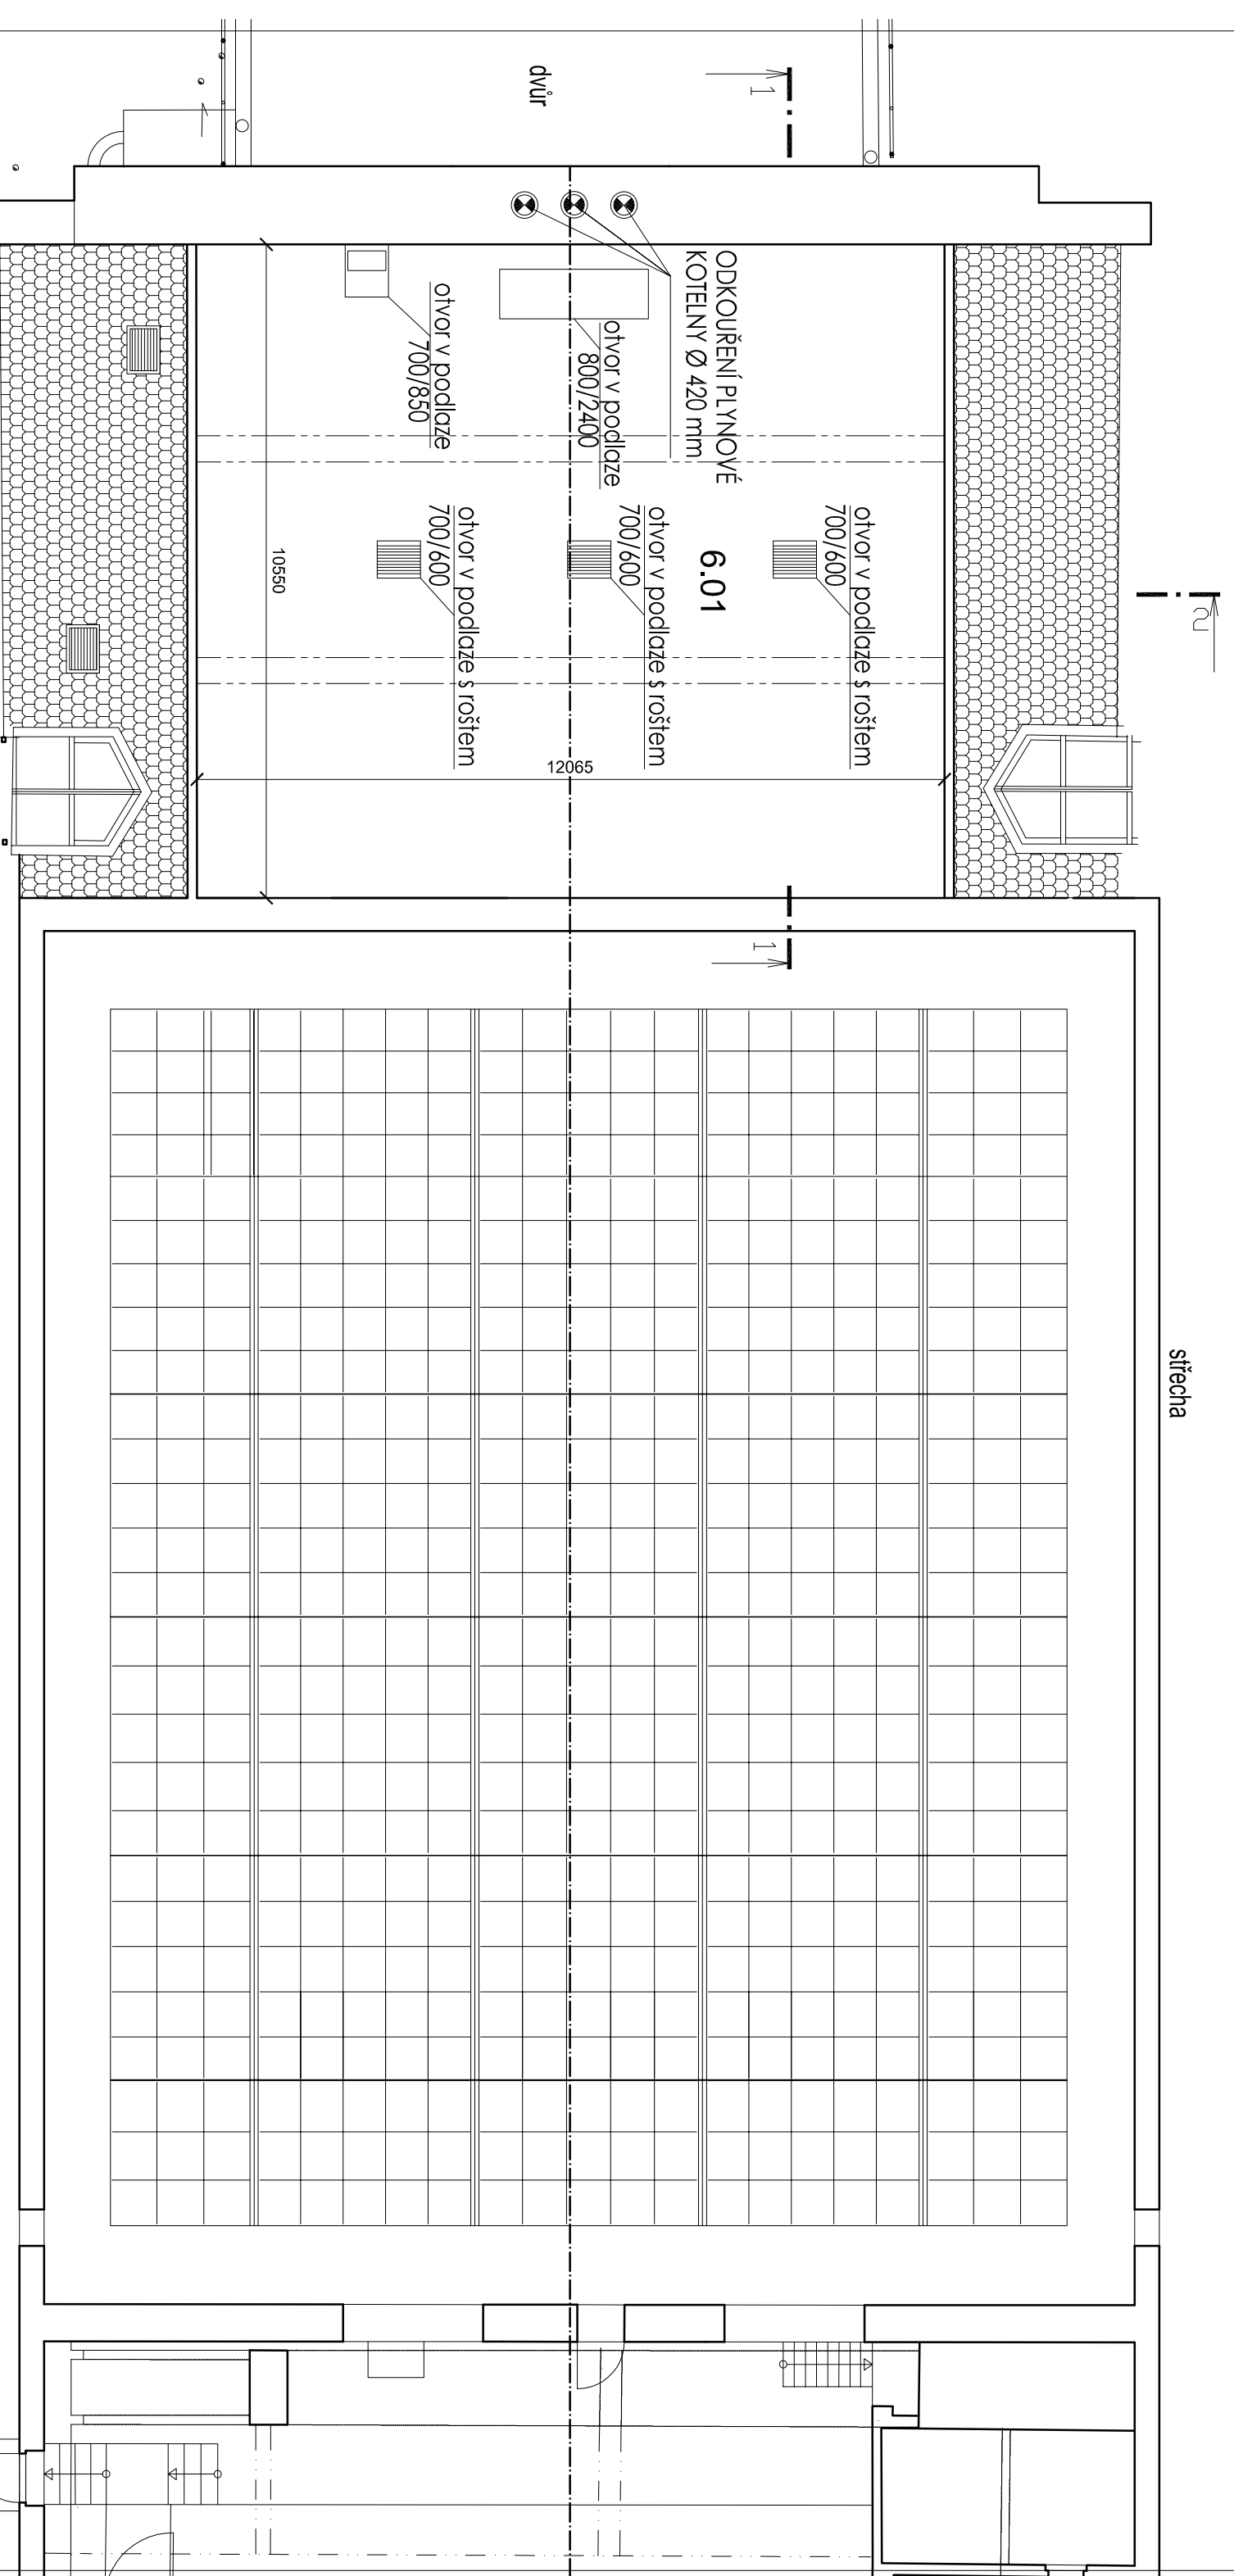 dvůr
1
ODKOUŘENÍ PLYNOVÉ
KOTELNY Ø 420 mm
otvor v podlaze
800/2400
otvor v podlaze
700/850
otvor v podlaze s roštem
700/600
6.01
otvor v podlaze s roštem
700/600
otvor v podlaze s roštem
700/600
10550
2
12065
1
střecha